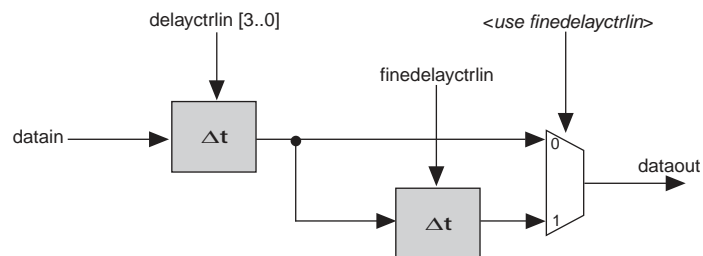 delayctrlin [3..0]
<use finedelayctrlin>
finedelayctrlin
datain
Δt
0
dataout
Δt
1